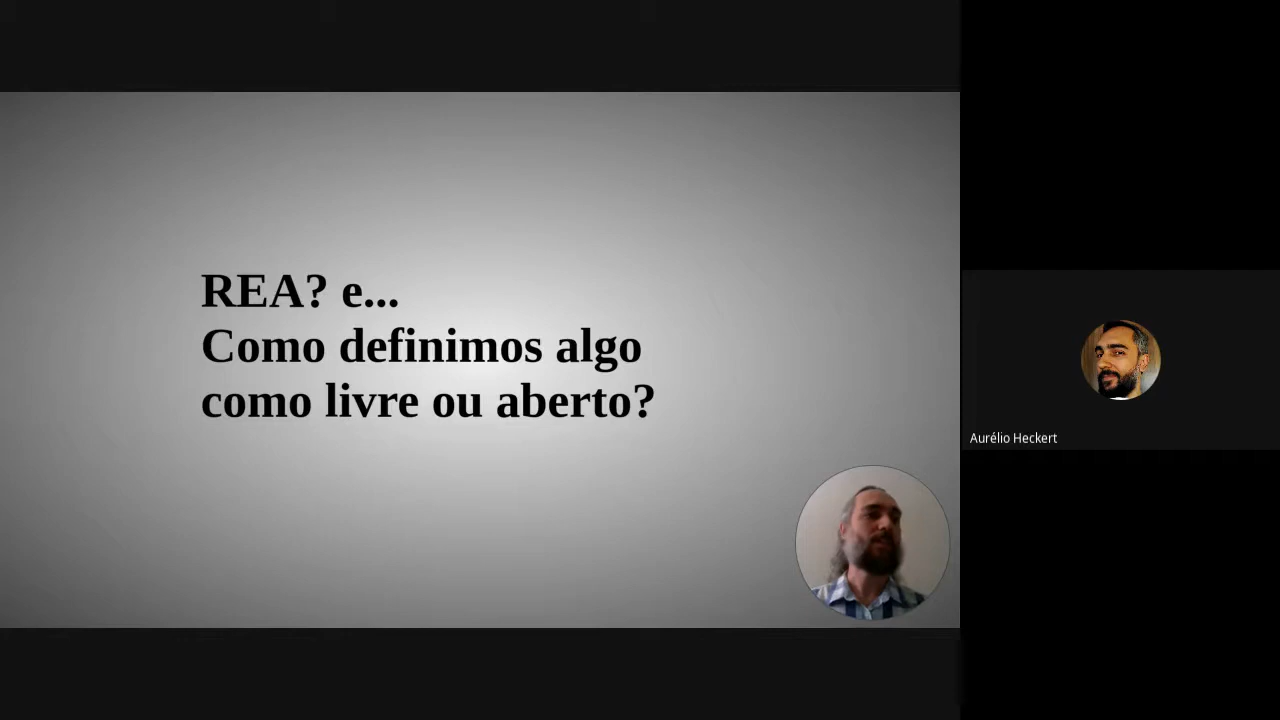 REA? e...
Como definimos algo
como livre ou aberto?
Aurélio Heckert